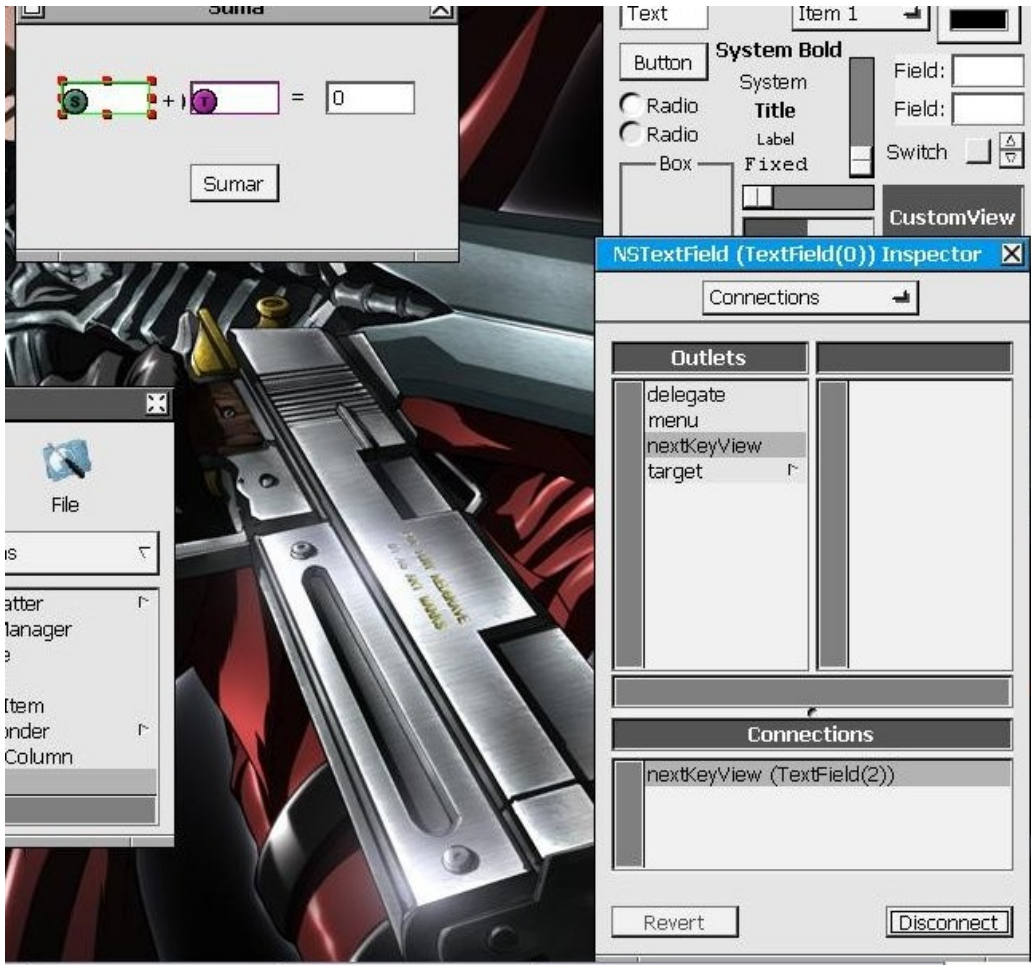 Suma
S
+
T
=
0
Sumar
Text
Item 1
Button
System Bold
System
Title
Label
Fixed
Radio
Radio
Box
Field:
Field:
Switch
CustomView
NSTextField (TextField(0)) Inspector
Connections
Outlets
delegate
menu
nextKeyView
target
Connections
nextKeyView (TextField(2))
Revert
Disconnect
File
s
atter
Manager
e
Item
onder
Column